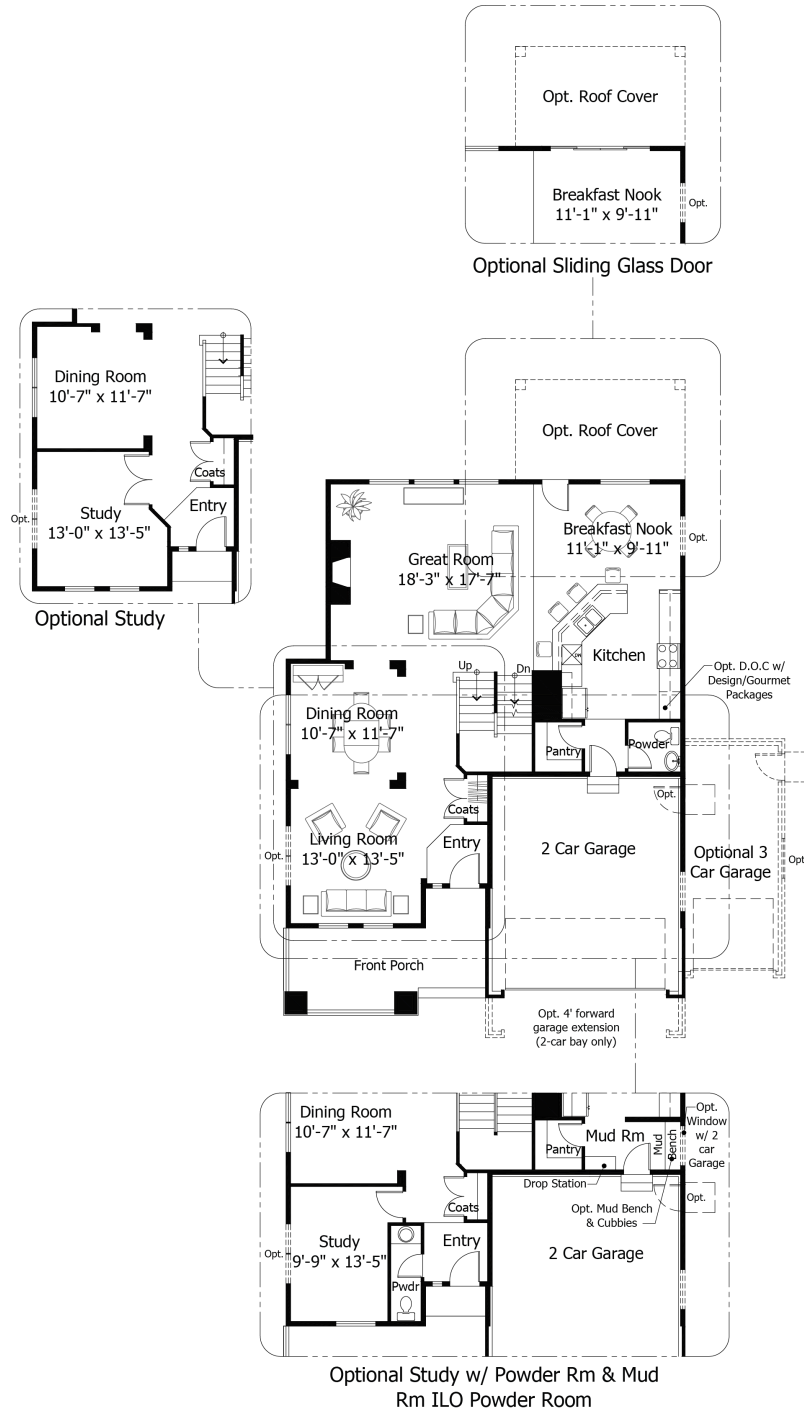 Opt. Roof Cover
Breakfast Nook
11'-1" x 9'-11"
Opt.
Optional Sliding Glass Door
Dining Room
10'-7" x 11'-7"
Coats
Entry
Study
13'-0" x 13'-5"
Opt.
Optional Study
Opt. Roof Cover
Breakfast Nook
11'-1" x 9'-11"
Opt.
Great Room
18'-3" x 17'-7"
Kitchen
DW
Opt. D.O.C w/
Design/Gourmet
Packages
Up
Dn
Dining Room
10'-7" x 11'-7"
Pantry
Powder
Coats
Opt.
Living Room
13'-0" x 13'-5"
Opt.
Entry
2 Car Garage
Optional 3
Car Garage
Opt
Front Porch
Opt. 4' forward
garage extension
(2-car bay only)
Dining Room
10'-7" x 11'-7"
Mud Rm
Pantry
Mud
Bench
Opt.
Window
w/ 2
car
Garage
Drop Station
Opt. Mud Bench
& Cubbies
Opt.
Coats
Study
9'-9" x 13'-5"
Opt.
Entry
Pwdr
2 Car Garage
Optional Study w/ Powder Rm & Mud
Rm ILO Powder Room